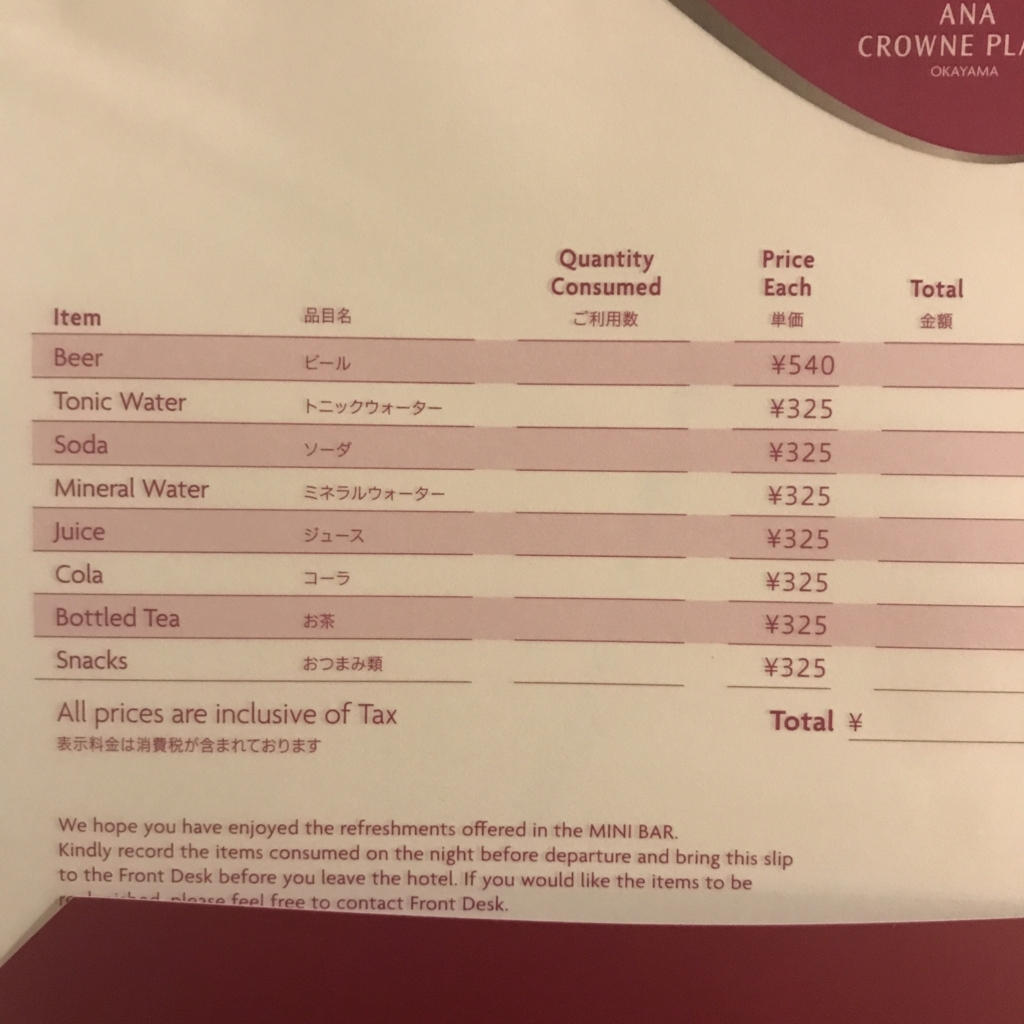 ANA
CROWNE
OKAYAMA
Quantity Price
Consumed Each Total
Item 品目名 ご利用数 単価 金額
Beer ビール ¥540
Tonic Water トニックウォーター ¥325
Soda ソーダ ¥325
Mineral Water ミネラルウォーター ¥325
Juice ジュース ¥325
Cola コーラ ¥325
Bottled Tea お茶 ¥325
Snacks おつまみ類 ¥325
All prices are inclusive of Tax Total ¥
表示料金は消費税が含まれております
We hope you have enjoyed the refreshments offered in the MINI BAR.
Kindly record the items consumed on the night before departure and bring this slip
to the Front Desk before you leave the hotel. If you would like the items to be
please feel free to contact Front Desk.